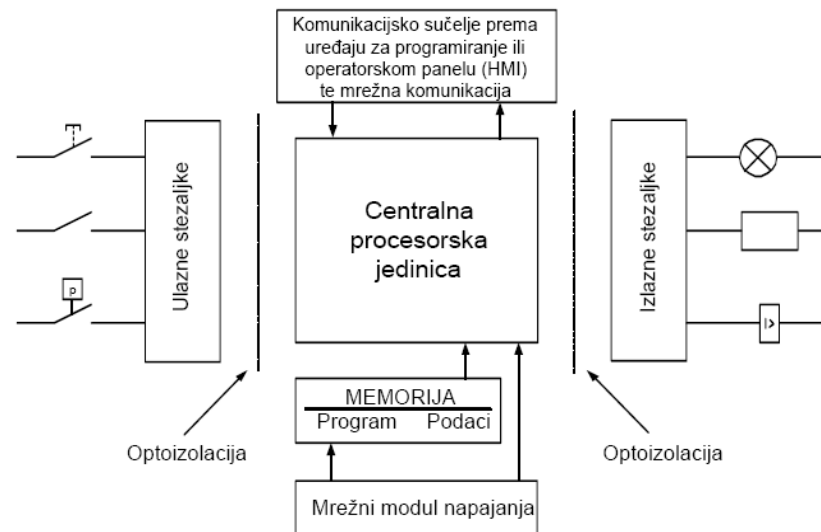 Komunikacijsko sučelje prema
uređaju za programiranje ili
operatorskom panelu (HMI)
te mrežna komunikacija
Ulazne stezaljke
p
Centralna
procesorska
jedinica
Izlazne stezaljke
MEMORIJA
Program Podaci
Optoizolacija
Optoizolacija
Mrežni modul napajanja